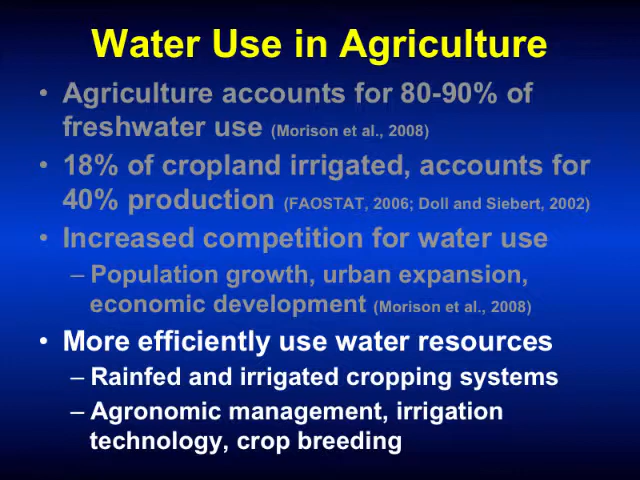 Water Use in Agriculture
• Agriculture accounts for 80-90% of
freshwater use (Morison et al., 2008)
• 18% of cropland irrigated, accounts for
40% production (FAOSTAT, 2006; Doll and Siebert, 2002)
• Increased competition for water use
– Population growth, urban expansion,
economic development (Morison et al., 2008)
• More efficiently use water resources
– Rainfed and irrigated cropping systems
– Agronomic management, irrigation
technology, crop breeding